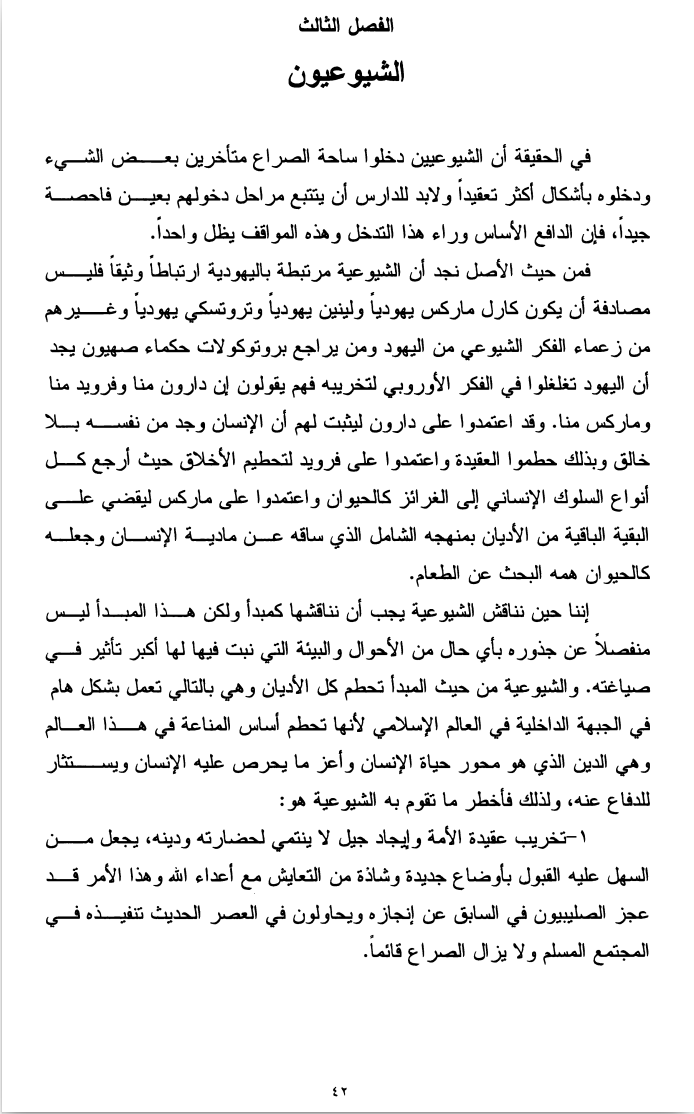 الفصل الثالث
الشيوعيون
في الحقيقة أن الشيوعيين دخلوا ساحة الصراع متأخرين بعض الشيء
ودخلوه بأشكال أكثر تعقيداً ولابد للدارس أن يتتبع مراحل دخولهم بعين فاحصة
جيداً، فإن الدافع الأساس وراء هذا التدخل وهذه المواقف يظل واحداً.
فمن حيث الأصل نجد أن الشيوعية مرتبطة باليهودية ارتباطاً وثيقاً فليس
مصادفة أن يكون كارل ماركس يهودياً ولينين يهودياً وتروتسكي يهودياً وغيرهم
من زعماء الفكر الشيوعي من اليهود ومن يراجع بروتوكولات حكماء صهيون يجد
أن اليهود تغلغلوا في الفكر الأوروبي لتخريبه فهم يقولون إن دارون منا وفرويد منا
وماركس منا. وقد اعتمدوا على دارون ليثبت لهم أن الإنسان وجد من نفسه بلا
خالق وبذلك حطموا العقيدة واعتمدوا على فرويد لتحطيم الأخلاق حيث أرجع كل
أنواع السلوك الإنساني إلى الغرائز كالحيوان واعتمدوا على ماركس ليقضي على
البقية الباقية من الأديان بمنهجه الشامل الذي ساقه عن مادية الإنسان وجعله
كالحيوان همه البحث عن الطعام.
إننا حين نناقش الشيوعية يجب أن نناقشها كمبدأ ولكن هذا المبدأ ليس
منفصلاً عن جذوره بأي حال من الأحوال والبيئة التي نبت فيها لها أكبر تأثير في
صياغته. والشيوعية من حيث المبدأ تحطم كل الأديان وهي بالتالي تعمل بشكل هام
في الجبهة الداخلية في العالم الإسلامي لأنها تحطم أساس المناعة في هذا العالم
وهي الدين الذي هو محور حياة الإنسان وأعز ما يحرص عليه الإنسان ويستثار
للدفاع عنه، ولذلك فأخطر ما تقوم به الشيوعية هو:
١-تخريب عقيدة الأمة وإيجاد جيل لا ينتمي لحضارته ودينه، يجعل من
السهل عليه القبول بأوضاع جديدة وشاذة من التعايش مع أعداء الله وهذا الأمر قد
عجز الصليبيون في السابق عن إنجازه ويحاولون في العصر الحديث تنفيذه في
المجتمع المسلم ولا يزال الصراع قائماً.
٤٢